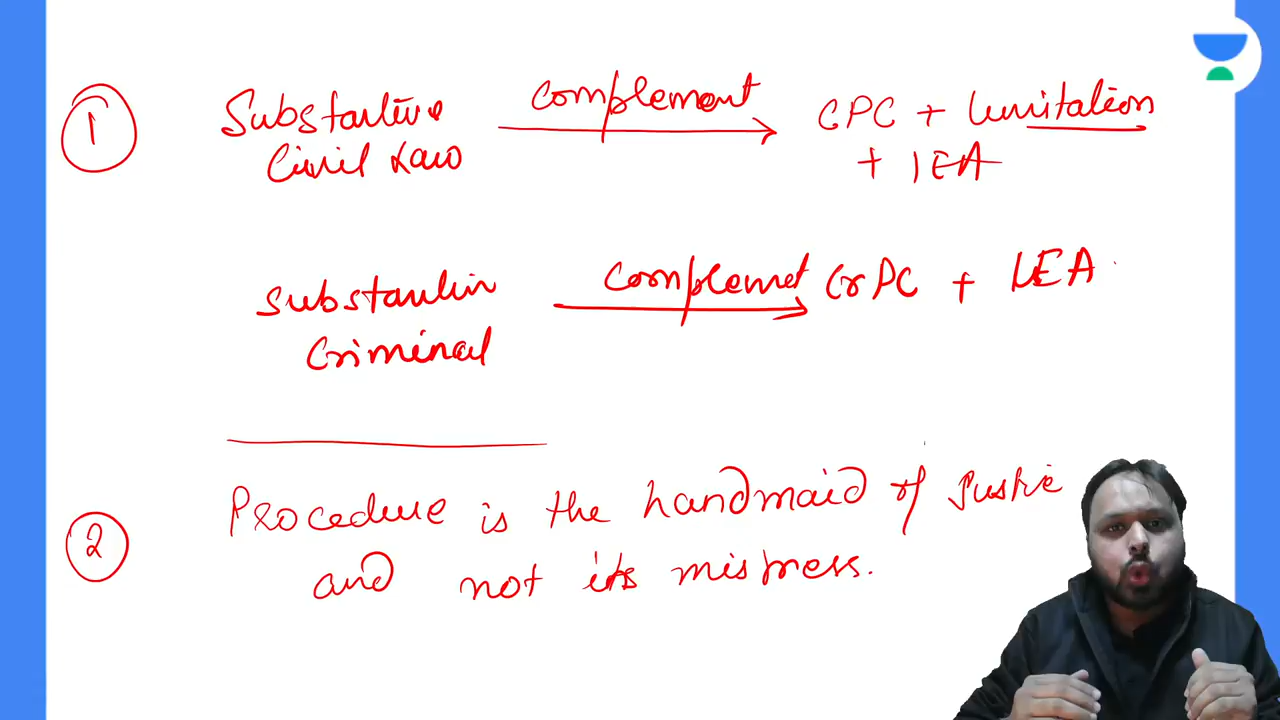 1
Substantive complement CPC + Limitation
Civil Law + IEA
Substantive complemet CrPC + IEA
Criminal
2
Procedure is the handmaid of Justice
and not its mistress.